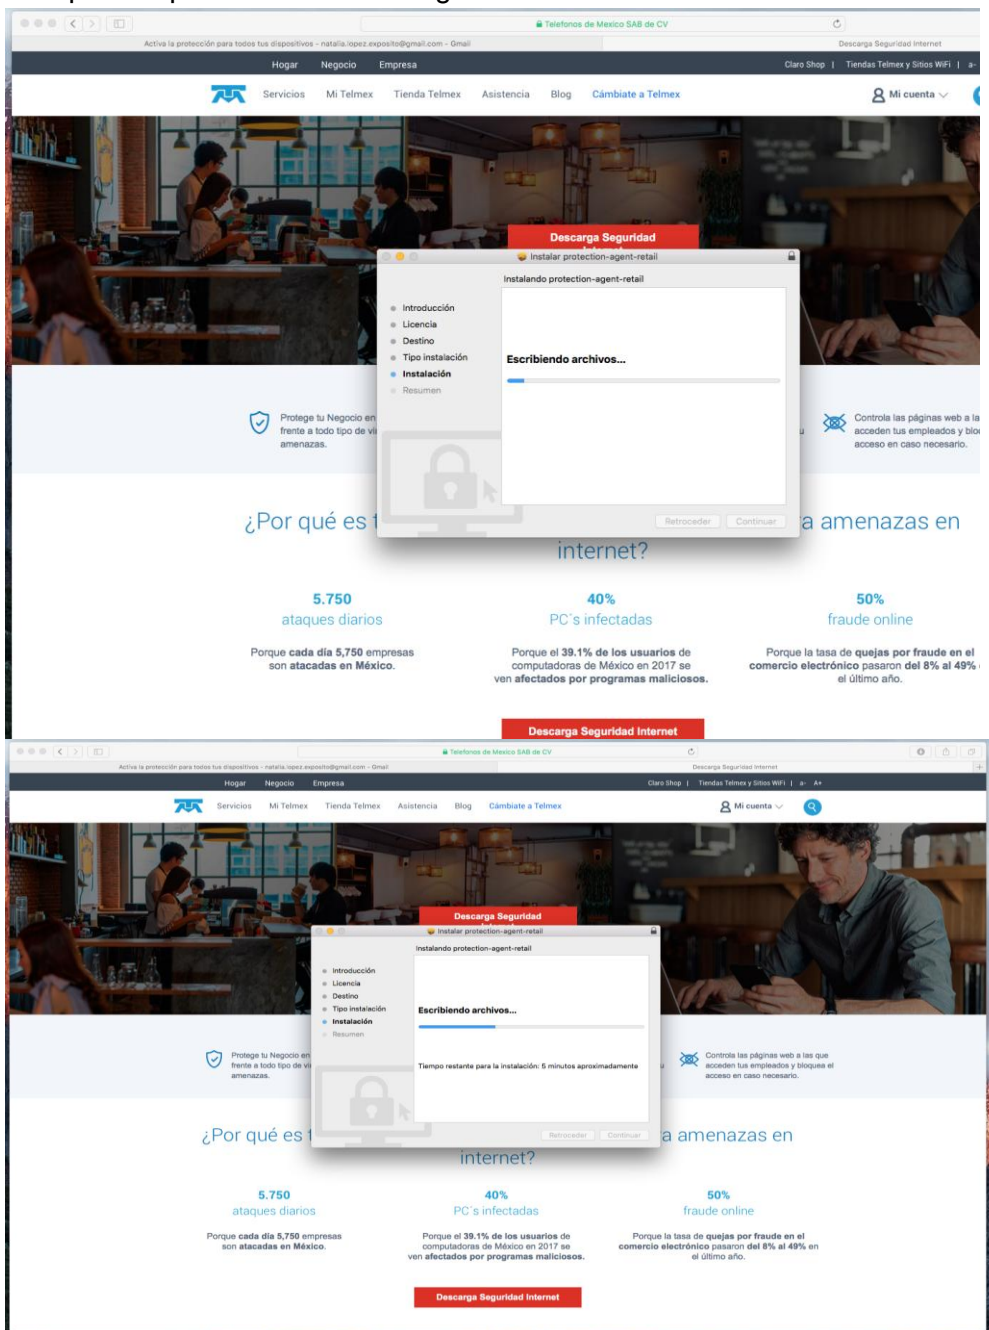 Telefonos de Mexico SAB de CV
Activa la protección para todos tus dispositivos - natalia.lopez.exposito@gmail.com - Gmail
Descarga Seguridad Internet
Hogar Negocio Empresa
Claro Shop | Tiendas Telmex y Sitios WiFi | a-
Servicios Mi Telmex Tienda Telmex Asistencia Blog Cámbiate a Telmex
Mi cuenta
Descarga Seguridad
Instalar protection-agent-retail
Instalando protection-agent-retail
Introducción
Licencia
Destino
Tipo instalación
Instalación
Resumen
Escribiendo archivos...
Retroceder Continuar
Protege tu Negocio en
frente a todo tipo de
amenazas.
Controla las páginas web a la
acceden tus empleados y blo
acceso en caso necesario.
¿Por qué es
a amenazas en
internet?
5.750
ataques diarios
Porque cada día 5,750 empresas
son atacadas en México.
40%
PC´s infectadas
Porque el 39.1% de los usuarios de
computadoras de México en 2017 se
ven afectados por programas maliciosos.
50%
fraude online
Porque la tasa de quejas por fraude en el
comercio electrónico pasaron del 8% al 49%
el último año.
Descarga Seguridad Internet
Telefonos de Mexico SAB de CV
Activa la protección para todos tus dispositivos - natalia.lopez.exposito@gmail.com - Gmail
Descarga Seguridad Internet
Hogar Negocio Empresa
Claro Shop | Tiendas Telmex y Sitios WiFi | a- A+
Servicios Mi Telmex Tienda Telmex Asistencia Blog Cámbiate a Telmex
Mi cuenta
Descarga Seguridad
Instalar protection-agent-retail
Instalando protection-agent-retail
Introducción
Licencia
Destino
Tipo instalación
Instalación
Resumen
Escribiendo archivos...
Tiempo restante para la instalación: 5 minutos aproximadamente
Retroceder Continuar
Protege tu Negocio en
frente a todo tipo de
amenazas.
Controla las páginas web a las que
acceden tus empleados y bloquea el
acceso en caso necesario.
¿Por qué es
a amenazas en
internet?
5.750
ataques diarios
Porque cada día 5,750 empresas
son atacadas en México.
40%
PC´s infectadas
Porque el 39.1% de los usuarios de
computadoras de México en 2017 se
ven afectados por programas maliciosos.
50%
fraude online
Porque la tasa de quejas por fraude en el
comercio electrónico pasaron del 8% al 49% en
el último año.
Descarga Seguridad Internet